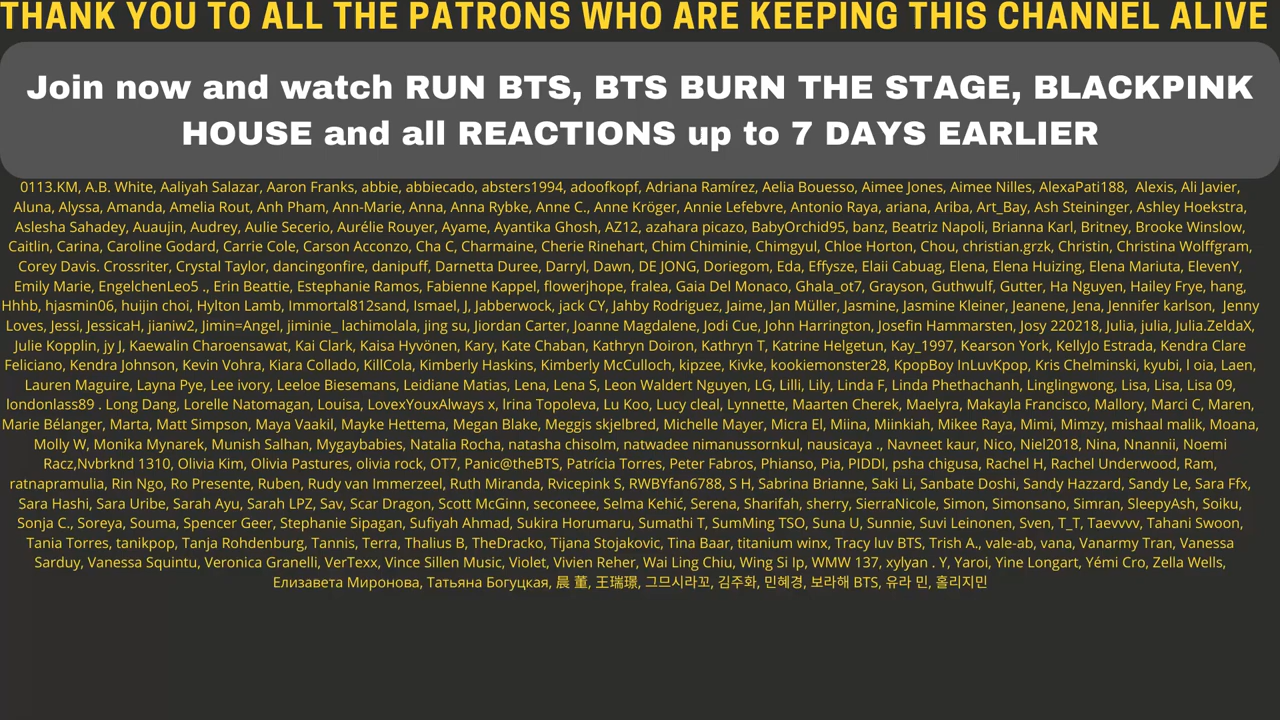 THANK YOU TO ALL THE PATRONS WHO ARE KEEPING THIS CHANNEL ALIVE
Join now and watch RUN BTS, BTS BURN THE STAGE, BLACKPINK
HOUSE and all REACTIONS up to 7 DAYS EARLIER
0113.KM, A.B. White, Aaliyah Salazar, Aaron Franks, abbie, abbiecado, absters1994, adoofkopf, Adriana Ramírez, Aelia Bouesso, Aimee Jones, Aimee Nilles, AlexaPati188, Alexis, Ali Javier,
Aluna, Alyssa, Amanda, Amelia Rout, Anh Pham, Ann-Marie, Anna, Anna Rybke, Anne C., Anne Kröger, Annie Lefebvre, Antonio Raya, ariana, Ariba, Art_Bay, Ash Steininger, Ashley Hoekstra,
Aslesha Sahadey, Auaujin, Audrey, Aulie Secerio, Aurélie Rouyer, Ayame, Ayantika Ghosh, AZ12, azahara picazo, BabyOrchid95, banz, Beatriz Napoli, Brianna Karl, Britney, Brooke Winslow,
Caitlin, Carina, Caroline Godard, Carrie Cole, Carson Acconzo, Cha C, Charmaine, Cherie Rinehart, Chim Chiminie, Chimgyul, Chloe Horton, Chou, christian.grzk, Christin, Christina Wolffgram,
Corey Davis. Crossriter, Crystal Taylor, dancingonfire, danipuff, Darnetta Duree, Darryl, Dawn, DE JONG, Doriegom, Eda, Effysze, Elaii Cabuag, Elena, Elena Huizing, Elena Mariuta, ElevenY,
Emily Marie, EngelchenLeo5 ., Erin Beattie, Estephanie Ramos, Fabienne Kappel, flowerjhope, fralea, Gaia Del Monaco, Ghala_ot7, Grayson, Guthwulf, Gutter, Ha Nguyen, Hailey Frye, hang,
Hhhb, hjasmin06, huijin choi, Hylton Lamb, Immortal812sand, Ismael, J, Jabberwock, jack CY, Jahby Rodriguez, Jaime, Jan Müller, Jasmine, Jasmine Kleiner, Jeanene, Jena, Jennifer karlson, Jenny
Loves, Jessi, JessicaH, jianiw2, Jimin=Angel, jiminie_ lachimolala, jing su, Jiordan Carter, Joanne Magdalene, Jodi Cue, John Harrington, Josefin Hammarsten, Josy 220218, Julia, julia, Julia.ZeldaX,
Julie Kopplin, jy J, Kaewalin Charoensawat, Kai Clark, Kaisa Hyvönen, Kary, Kate Chaban, Kathryn Doiron, Kathryn T, Katrine Helgetun, Kay_1997, Kearson York, KellyJo Estrada, Kendra Clare
Feliciano, Kendra Johnson, Kevin Vohra, Kiara Collado, KillCola, Kimberly Haskins, Kimberly McCulloch, kipzee, Kivke, kookiemonster28, KpopBoy InLuvKpop, Kris Chelminski, kyubi, l oia, Laen,
Lauren Maguire, Layna Pye, Lee ivory, Leeloe Biesemans, Leidiane Matias, Lena, Lena S, Leon Waldert Nguyen, LG, Lilli, Lily, Linda F, Linda Phethachanh, Linglingwong, Lisa, Lisa, Lisa 09,
londonlass89 . Long Dang, Lorelle Natomagan, Louisa, LovexYouxAlways x, lrina Topoleva, Lu Koo, Lucy cleal, Lynnette, Maarten Cherek, Maelyra, Makayla Francisco, Mallory, Marci C, Maren,
Marie Bélanger, Marta, Matt Simpson, Maya Vaakil, Mayke Hettema, Megan Blake, Meggis skjelbred, Michelle Mayer, Micra El, Miina, Miinkiah, Mikee Raya, Mimi, Mimzy, mishaal malik, Moana,
Molly W, Monika Mynarek, Munish Salhan, Mygaybabies, Natalia Rocha, natasha chisolm, natwadee nimanussornkul, nausicaya ., Navneet kaur, Nico, Niel2018, Nina, Nnannii, Noemi
Racz,Nvbrknd 1310, Olivia Kim, Olivia Pastures, olivia rock, OT7, Panic@theBTS, Patrícia Torres, Peter Fabros, Phianso, Pia, PIDDI, psha chigusa, Rachel H, Rachel Underwood, Ram,
ratnapramulia, Rin Ngo, Ro Presente, Ruben, Rudy van Immerzeel, Ruth Miranda, Rvicepink S, RWBYfan6788, S H, Sabrina Brianne, Saki Li, Sanbate Doshi, Sandy Hazzard, Sandy Le, Sara Ffx,
Sara Hashi, Sara Uribe, Sarah Ayu, Sarah LPZ, Sav, Scar Dragon, Scott McGinn, seconeee, Selma Kehić, Serena, Sharifah, sherry, SierraNicole, Simon, Simonsano, Simran, SleepyAsh, Soiku,
Sonja C., Soreya, Souma, Spencer Geer, Stephanie Sipagan, Sufiyah Ahmad, Sukira Horumaru, Sumathi T, SumMing TSO, Suna U, Sunnie, Suvi Leinonen, Sven, T_T, Taevvvv, Tahani Swoon,
Tania Torres, tanikpop, Tanja Rohdenburg, Tannis, Terra, Thalius B, TheDracko, Tijana Stojakovic, Tina Baar, titanium winx, Tracy luv BTS, Trish A., vale-ab, vana, Vanarmy Tran, Vanessa
Sarduy, Vanessa Squintu, Veronica Granelli, VerTexx, Vince Sillen Music, Violet, Vivien Reher, Wai Ling Chiu, Wing Si Ip, WMW 137, xylyan . Y, Yaroi, Yine Longart, Yémi Cro, Zella Wells,
Елизавета Миронова, Татьяна Богуцкая, 晨 董, 王瑞璟, 그므시라꼬, 김주화, 민혜경, 보라해 BTS, 유라 민, 홀리지민